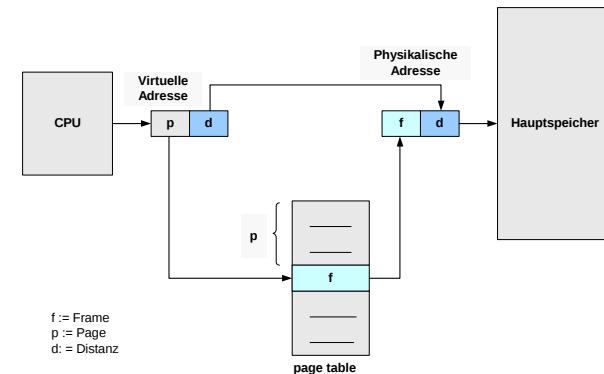 Virtuelle
Adresse
Physikalische
Adresse
CPU
p
d
f
d
Hauptspeicher
p
f
f := Frame
p := Page
d: = Distanz
page table